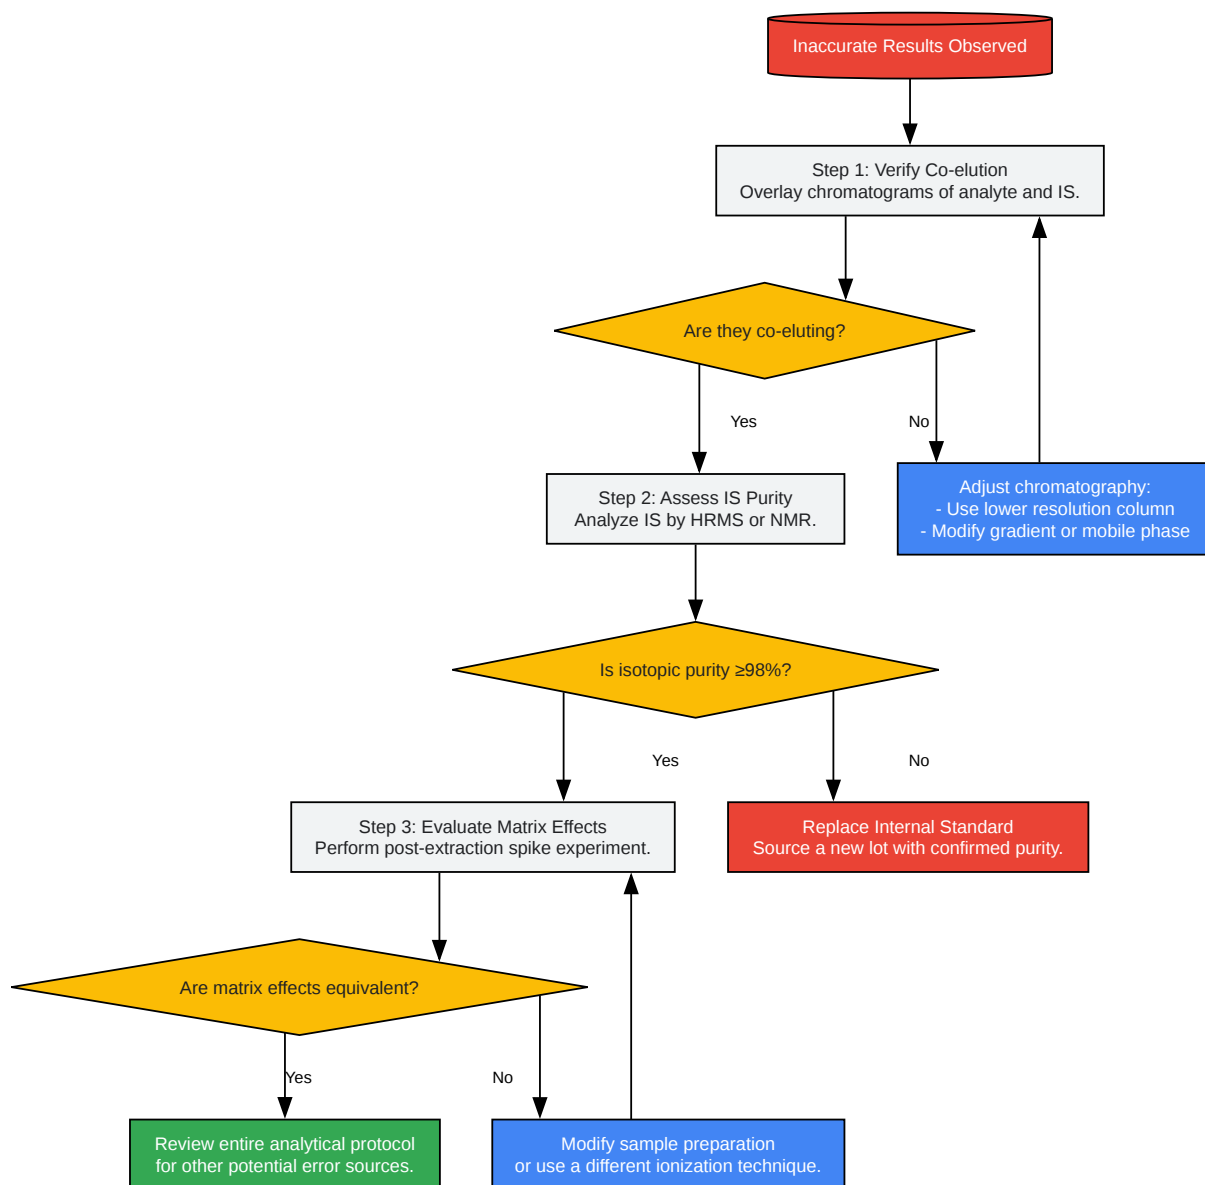 Inaccurate Results Observed
Step 1: Verify Co-elution
Overlay chromatograms of analyte and IS.
Are they co-eluting?
Yes
No
Step 2: Assess IS Purity
Analyze IS by HRMS or NMR.
Adjust chromatography:
- Use lower resolution column
- Modify gradient or mobile phase
Is isotopic purity ≥98%?
Yes
No
Step 3: Evaluate Matrix Effects
Perform post-extraction spike experiment.
Replace Internal Standard
Source a new lot with confirmed purity.
Are matrix effects equivalent?
Yes
No
Review entire analytical protocol
for other potential error sources.
Modify sample preparation
or use a different ionization technique.